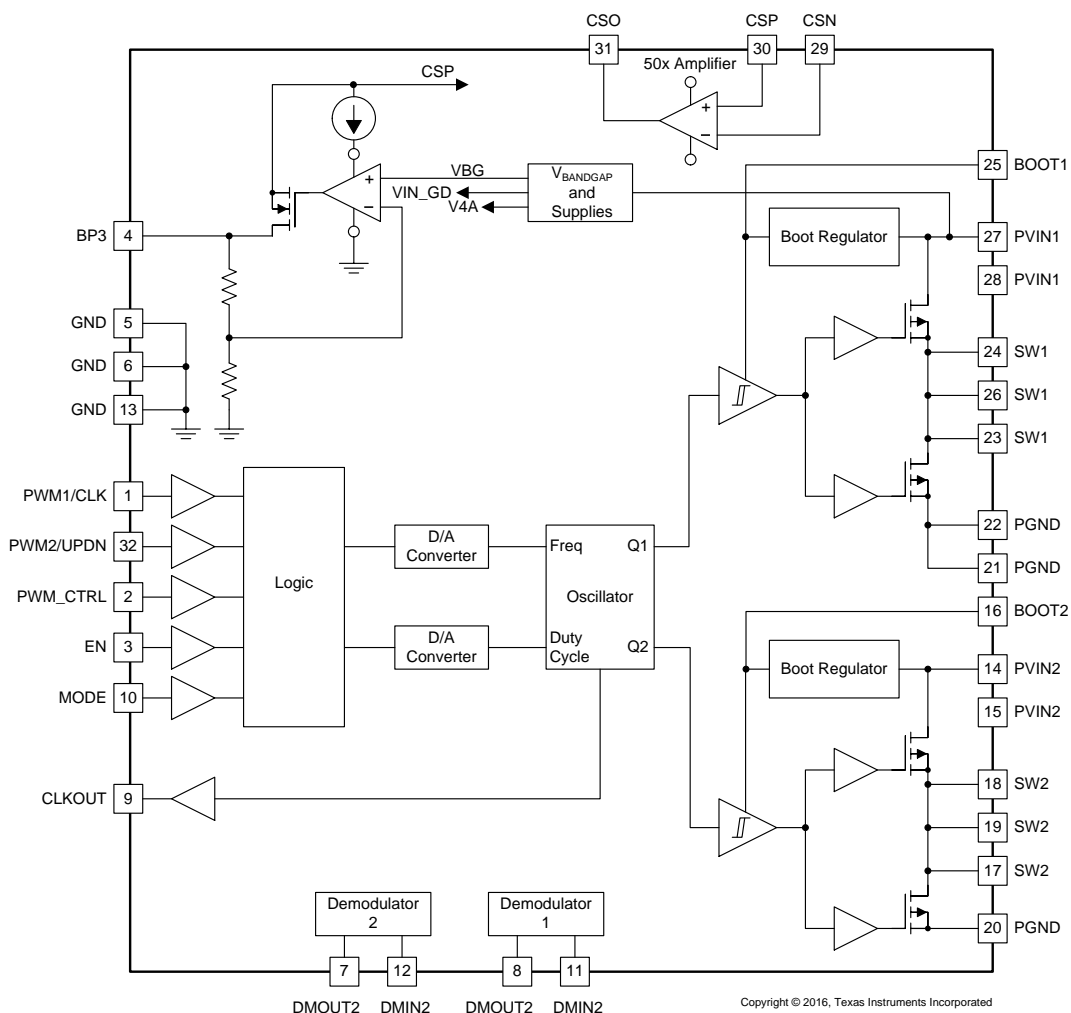 CSO
CSP
CSN
31
30
29
50x Amplifier
CSP
+
−
25
BOOT1
VBG
VIN_GD
V4A
+
−
VBANDGAP
and
Supplies
BP3
4
Boot Regulator
27
PVIN1
28
PVIN1
GND
5
GND
6
GND
13
24
SW1
26
SW1
23
SW1
PWM1/CLK
1
PWM2/UPDN
32
PWM_CTRL
2
EN
3
MODE
10
Logic
D/A
Converter
D/A
Converter
Freq
Q1
Oscillator
Duty
Cycle
Q2
22
PGND
21
PGND
16
BOOT2
Boot Regulator
14
PVIN2
15
PVIN2
CLKOUT
9
18
SW2
19
SW2
17
SW2
20
PGND
Demodulator
2
Demodulator
1
7
12
8
11
DMOUT2
DMIN2
DMOUT2
DMIN2
Copyright © 2016, Texas Instruments Incorporated